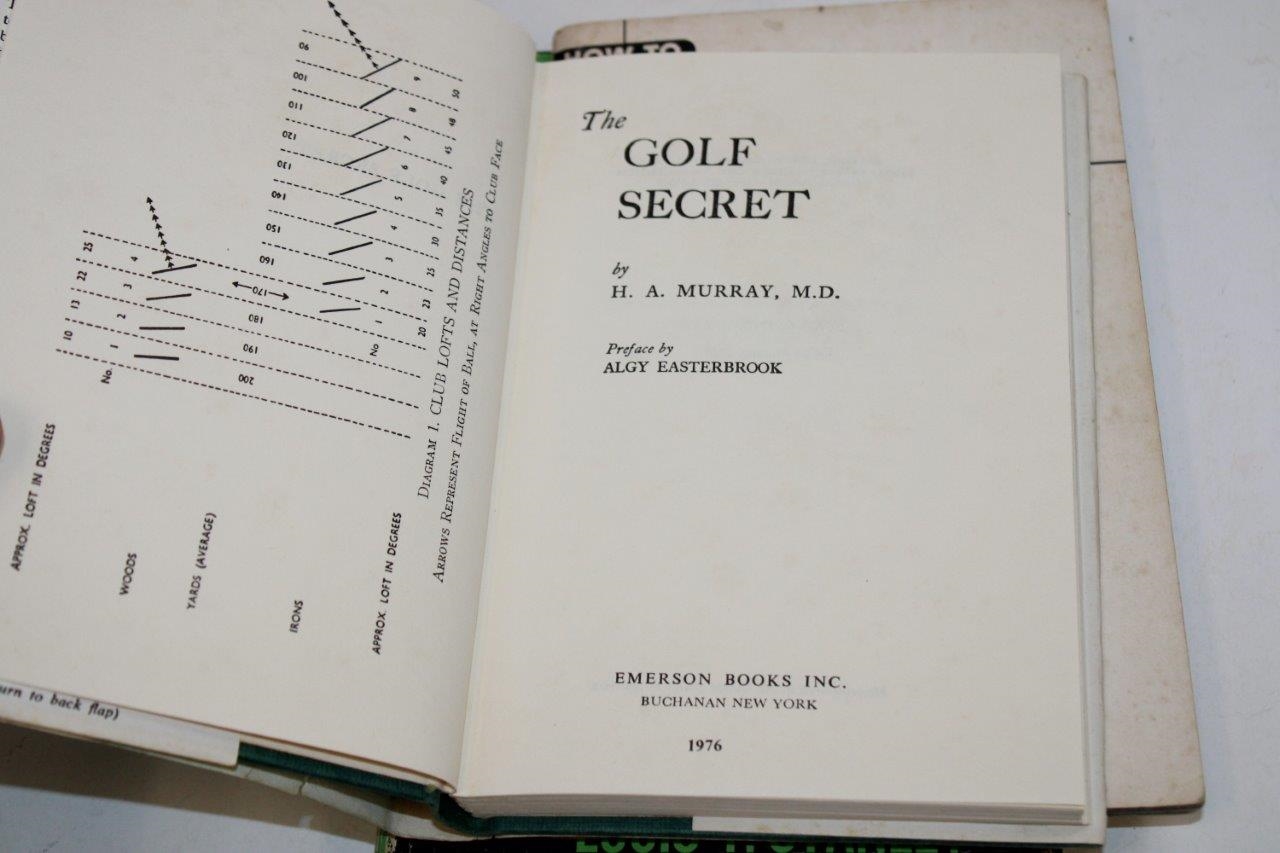 The
GOLF
SECRET
by
H. A. MURRAY, M.D.
Preface by
ALGY EASTERBROOK
EMERSON BOOKS INC.
BUCHANAN NEW YORK
1976
HOW TO
APPROX. LOFT IN DEGREES
10 13 22 25
WOODS
No. 1 2 3 4
YARDS (AVERAGE)
200 190 180 170 160 150 140 130 120 110 100 90
IRONS
No 1 2 3 4 5 6 7 8 9
APPROX. LOFT IN DEGREES
20 23 25 30 35 40 45 48 50
DIAGRAM 1. CLUB LOFTS AND DISTANCES
ARROWS REPRESENT FLIGHT OF BALL, AT RIGHT ANGLES TO CLUB FACE
to back flap)